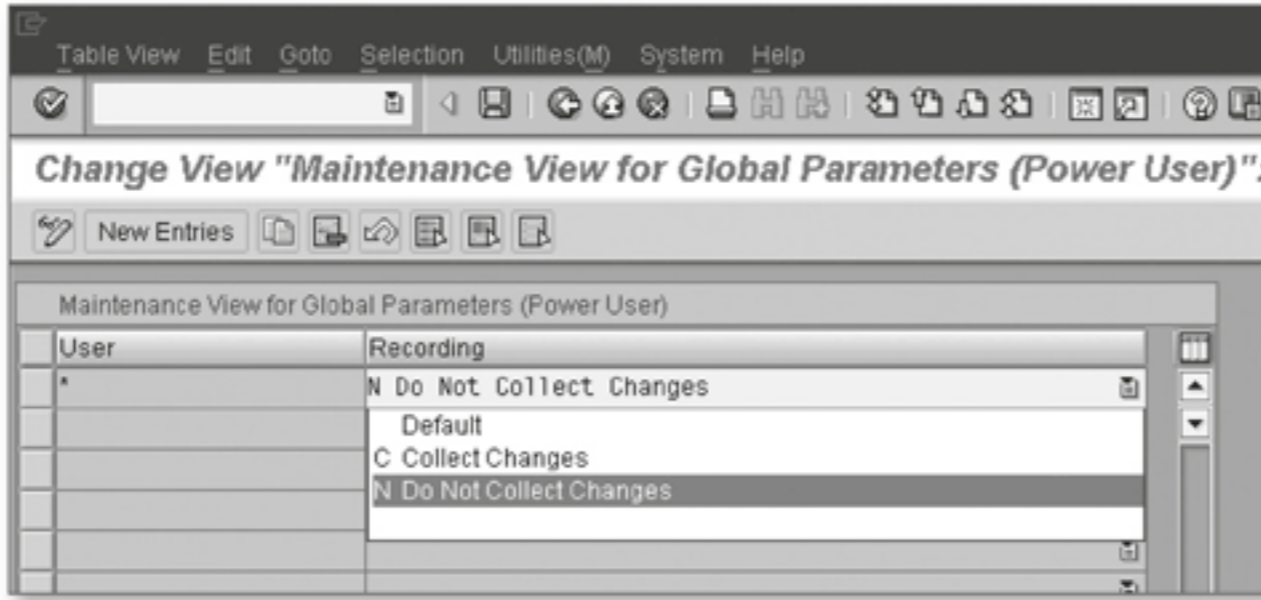 Table View Edit Goto Selection Utilities(M) System Help
Change View "Maintenance View for Global Parameters (Power User)":
New Entries
Maintenance View for Global Parameters (Power User)
User Recording
* N Do Not Collect Changes
Default
C Collect Changes
N Do Not Collect Changes